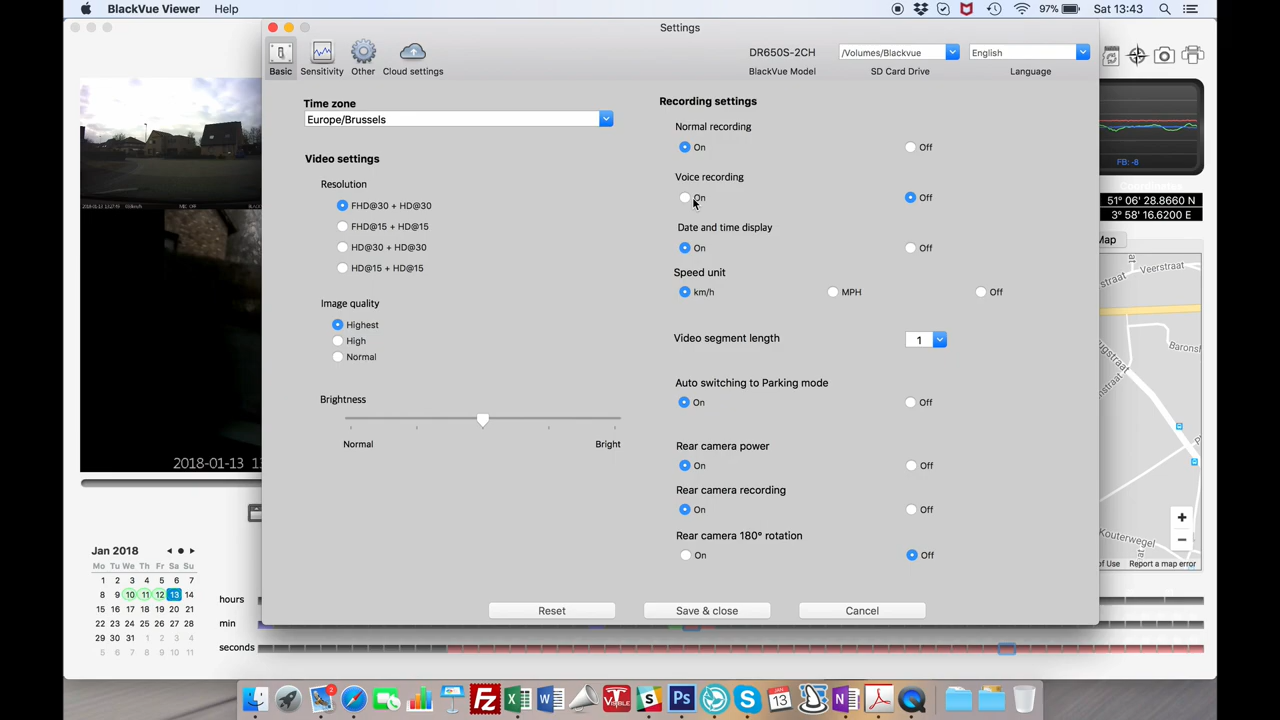 BlackVue Viewer Help
97% Sat 13:43
Settings
Basic Sensitivity Other Cloud settings
DR650S-2CH
BlackVue Model
/Volumes/Blackvue
SD Card Drive
English
Language
Time zone
Europe/Brussels
Video settings
Resolution
FHD@30 + HD@30
FHD@15 + HD@15
HD@30 + HD@30
HD@15 + HD@15
Image quality
Highest
High
Normal
Brightness
Normal Bright
Recording settings
Normal recording
On Off
Voice recording
On Off
Date and time display
On Off
Speed unit
km/h MPH Off
Video segment length
1
Auto switching to Parking mode
On Off
Rear camera power
On Off
Rear camera recording
On Off
Rear camera 180° rotation
On Off
Reset Save & close Cancel
FB: -8
51° 06' 28.8660 N
3° 58' 16.6200 E
Map
Veerstraat
Baronsh
Kouterwegel
of Use Report a map error
2018-01-13 1
Jan 2018
Mo Tu We Th Fr Sa Su
1 2 3 4 5 6 7
8 9 10 11 12 13 14
15 16 17 18 19 20 21
22 23 24 25 26 27 28
29 30 31 1 2 3 4
5 6 7 8 9 10 11
hours
min
seconds
2
JAN
13